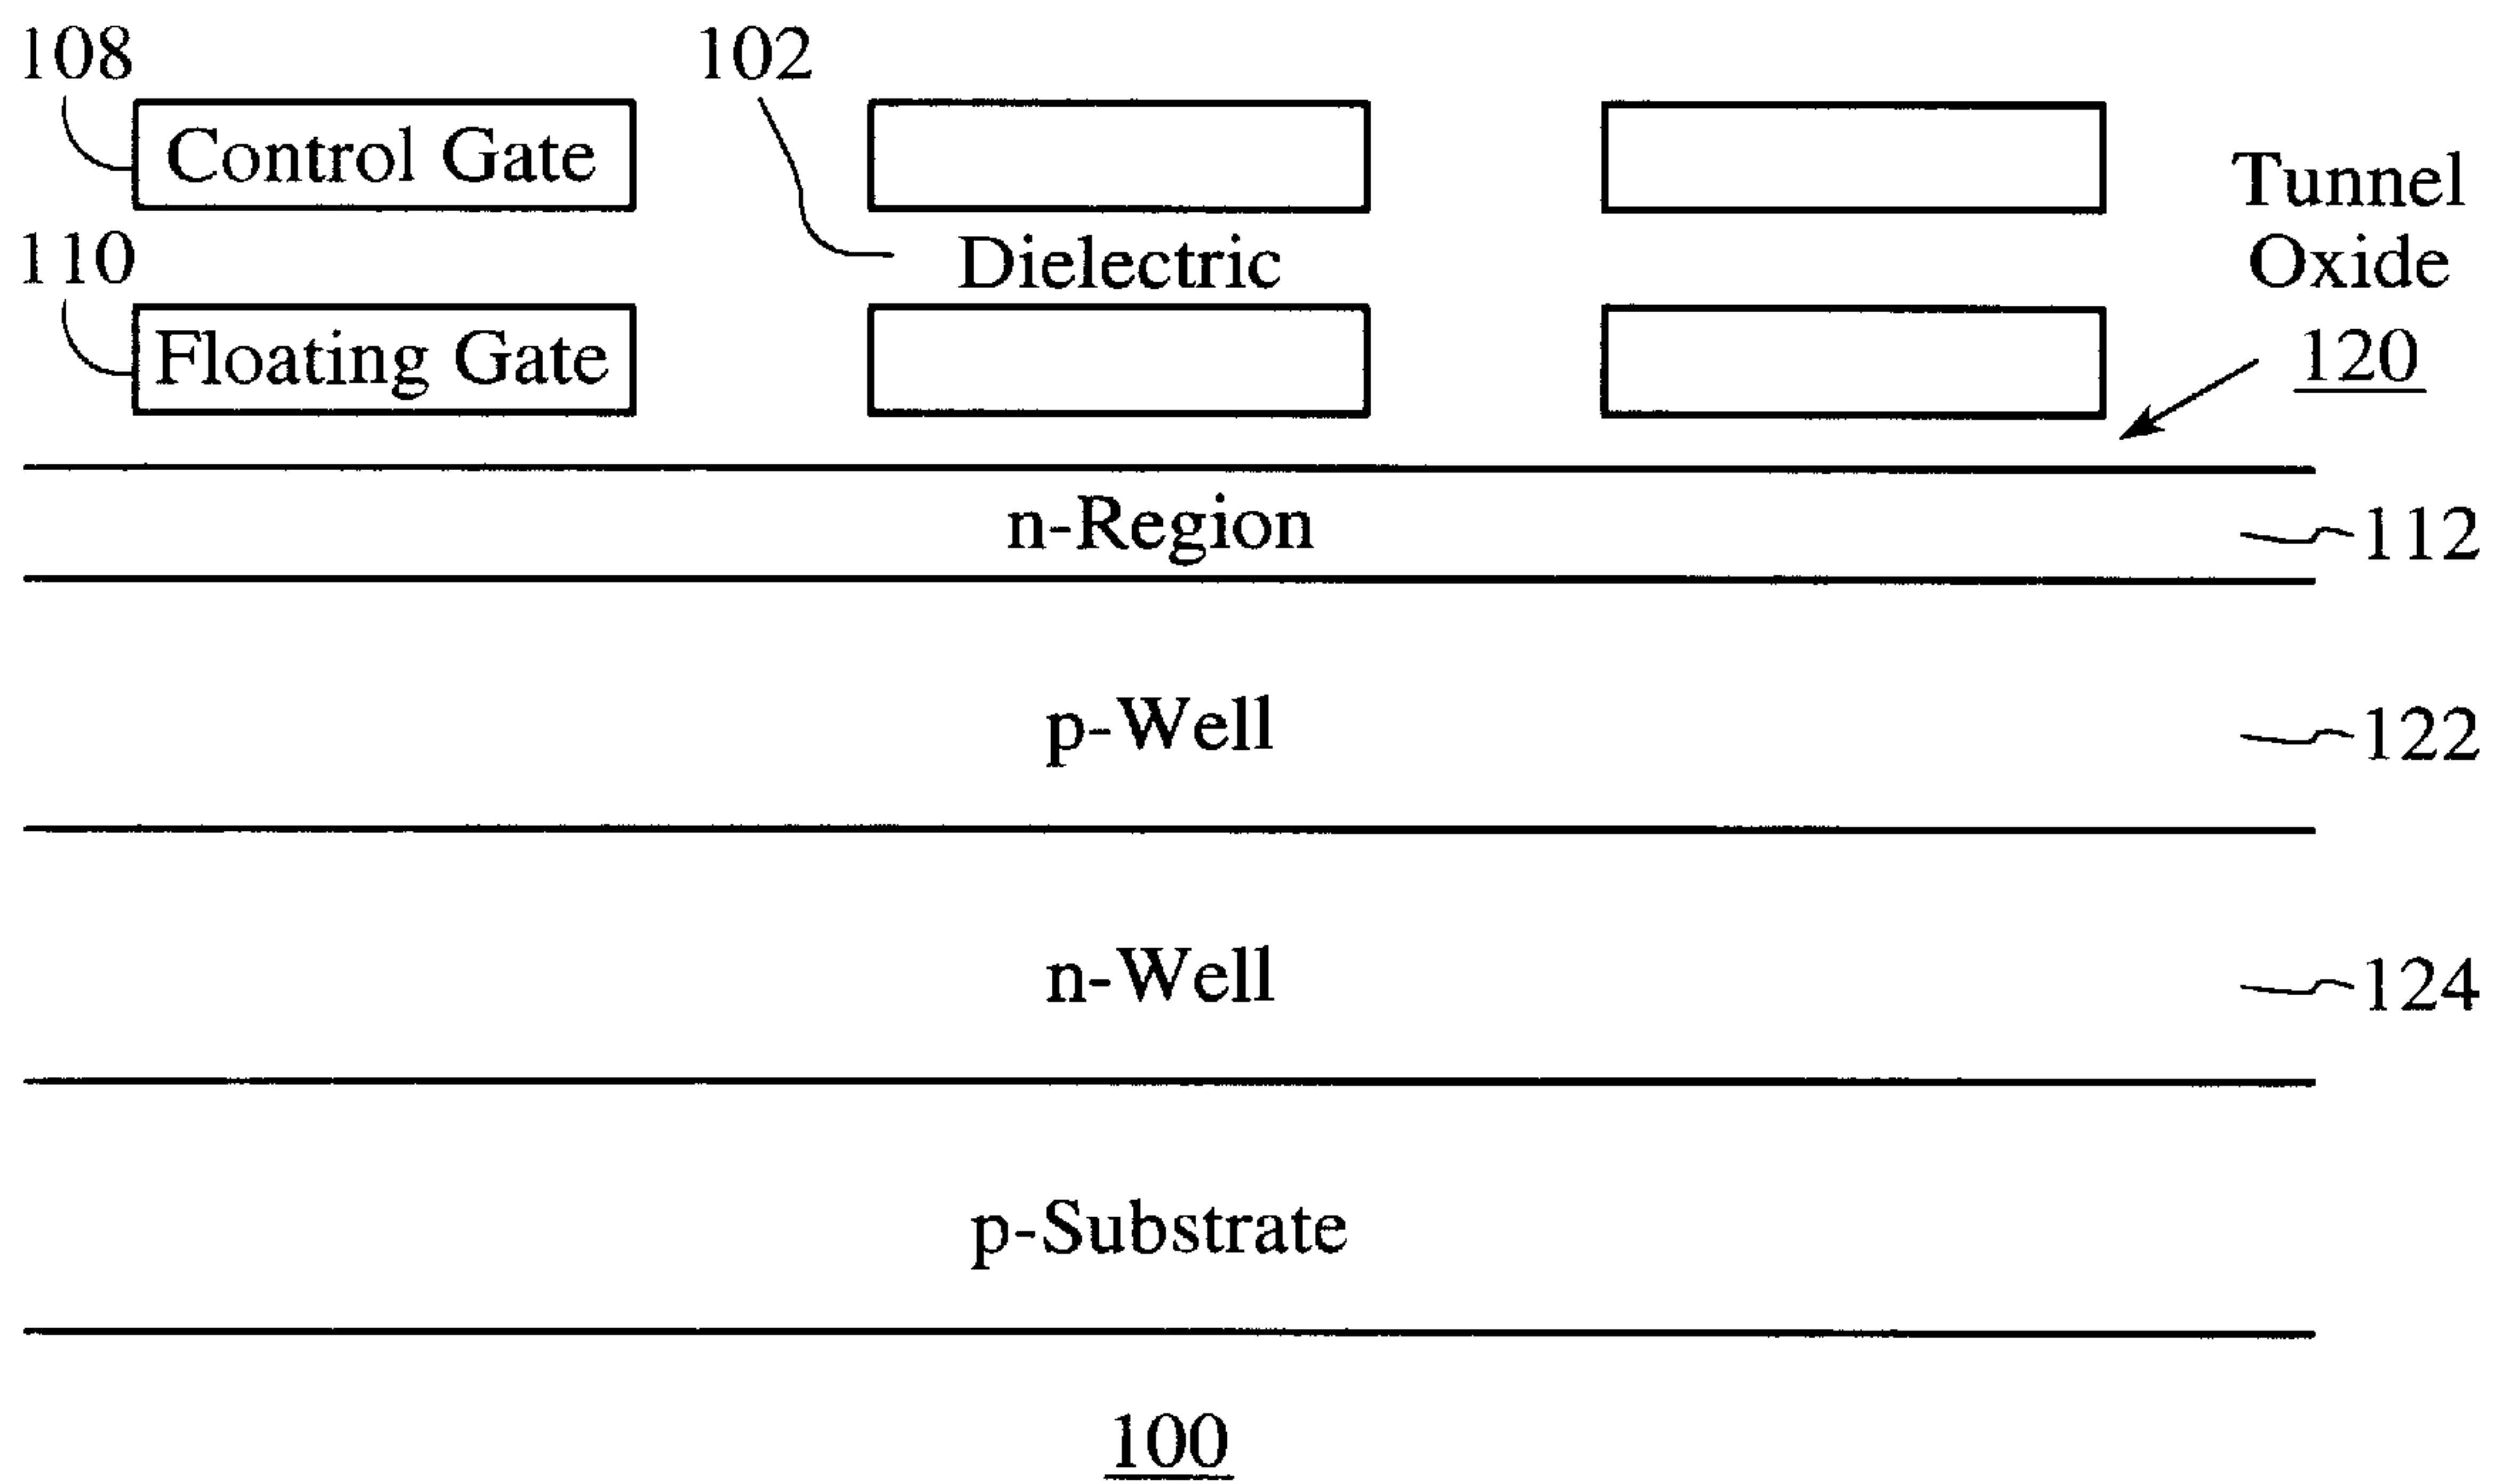 108
102
Control Gate
Tunnel
Oxide
120
110
Dielectric
Floating Gate
n-Region
112
p-Well
122
n-Well
124
p-Substrate
100